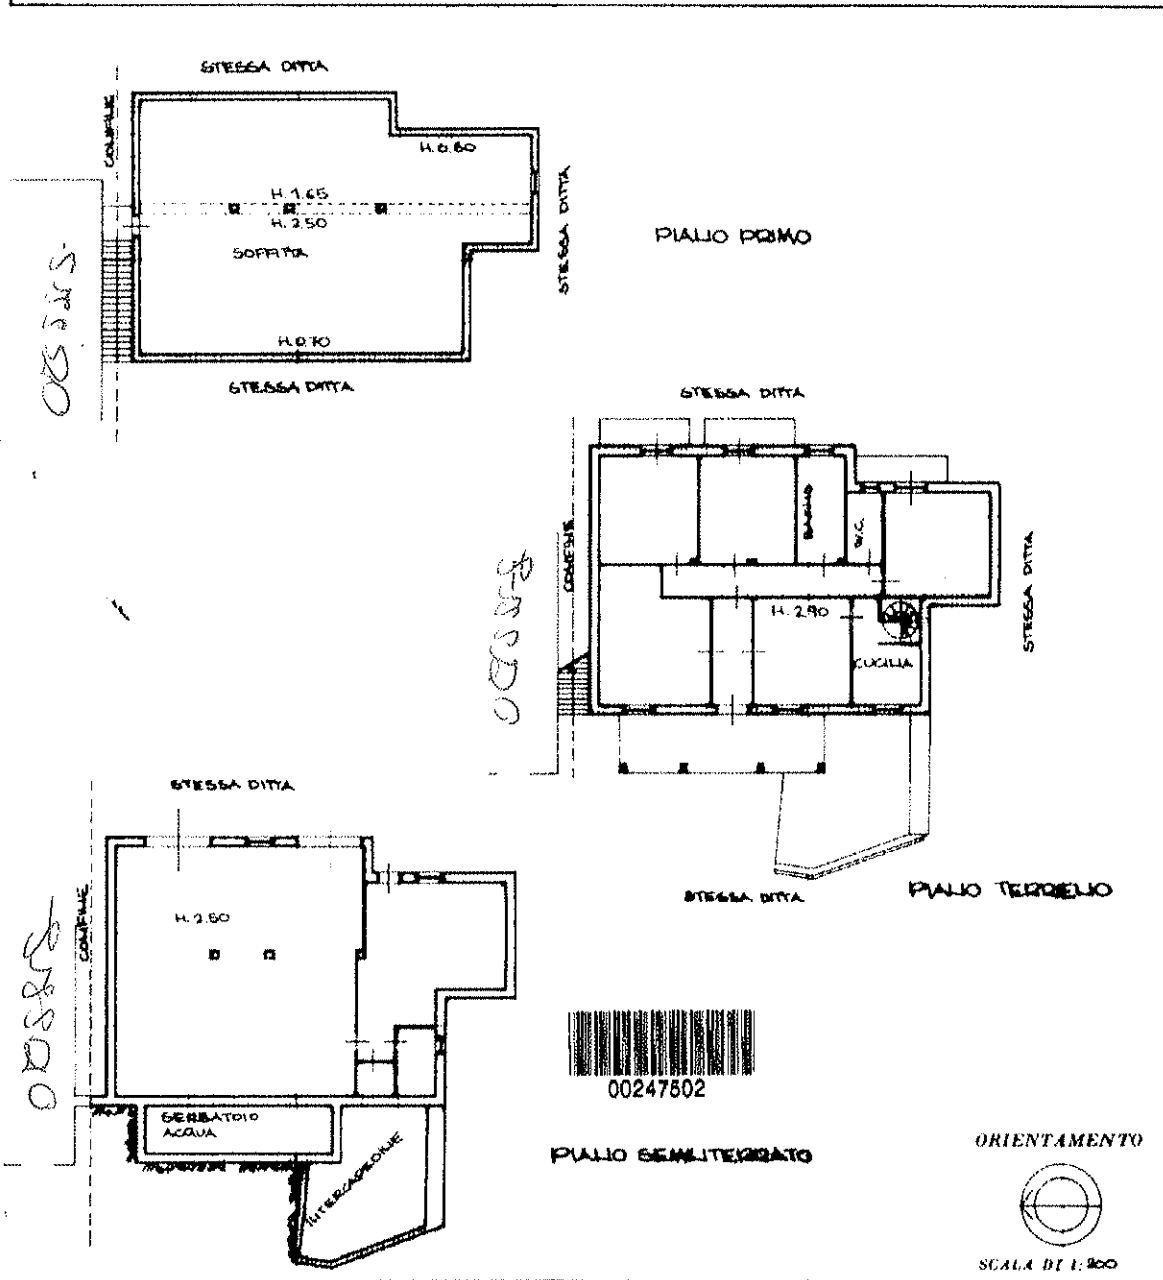 STESSA DITTA
CONFINE
H. 0.80
H. 1.65
H. 2.50
SOFFITTA
H. 0.70
STESSA DITTA
STESSA DITTA
PIANO PRIMO
STESSA DITTA
CONFINE
BAGNO
W.C.
H. 2.90
CUCINA
STESSA DITTA
STESSA DITTA
PIANO TERRENO
STESSA DITTA
CONFINE
H. 2.50
SERBATOIO
ACQUA
INTERCAPEDINE
00247502
PIANO SEMINTERRATO
ORIENTAMENTO
SCALA DI 1: 200